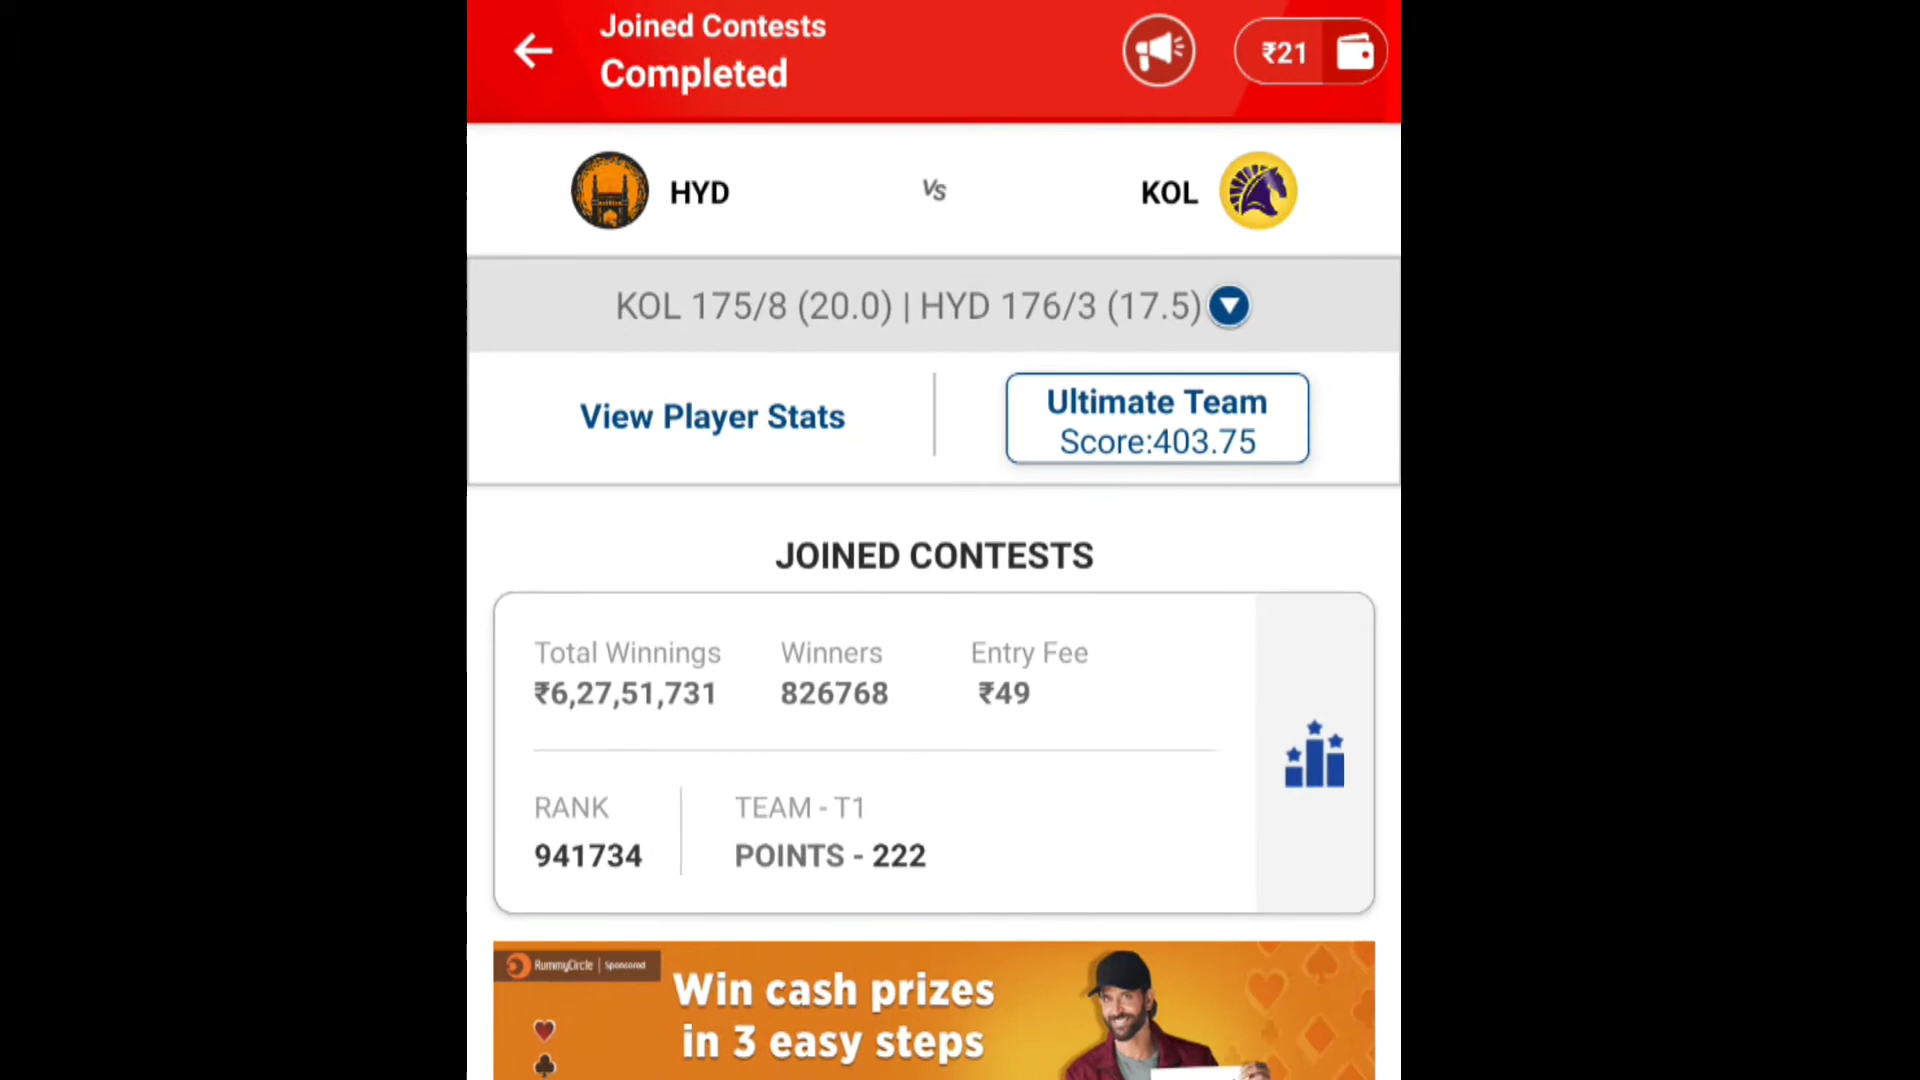 Joined Contests
Completed
₹21
HYD
Vs
KOL
KOL 175/8 (20.0) | HYD 176/3 (17.5)
View Player Stats
Ultimate Team
Score:403.75
JOINED CONTESTS
Total Winnings
Winners
Entry Fee
₹6,27,51,731
826768
₹49
RANK
TEAM - T1
941734
POINTS - 222
RummyCircle | Sponsored
Win cash prizes
in 3 easy steps